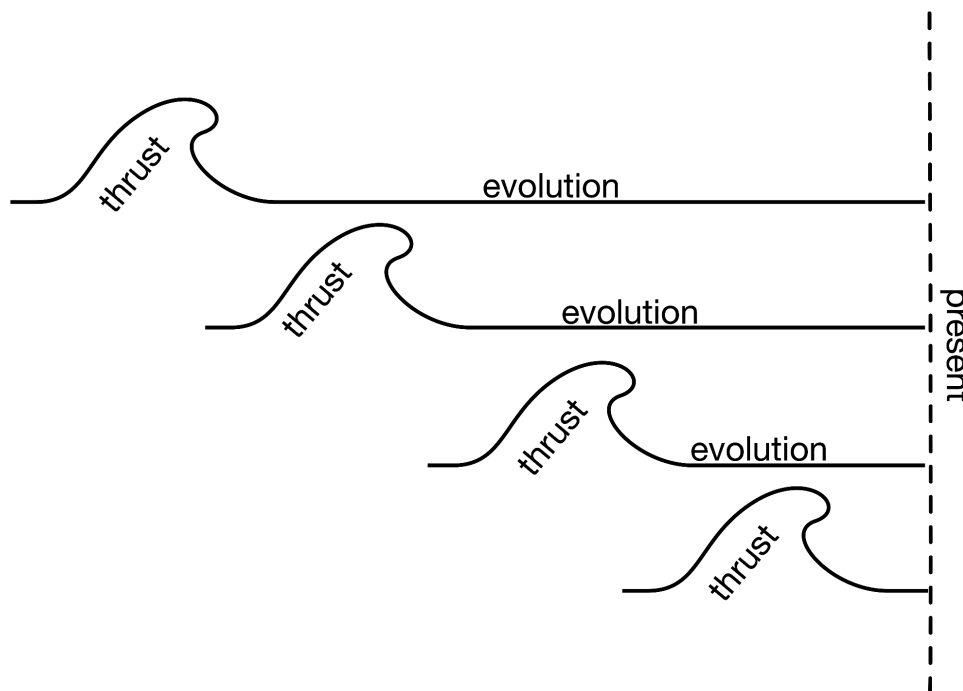 thrust
evolution
thrust
evolution
present
thrust
evolution
thrust